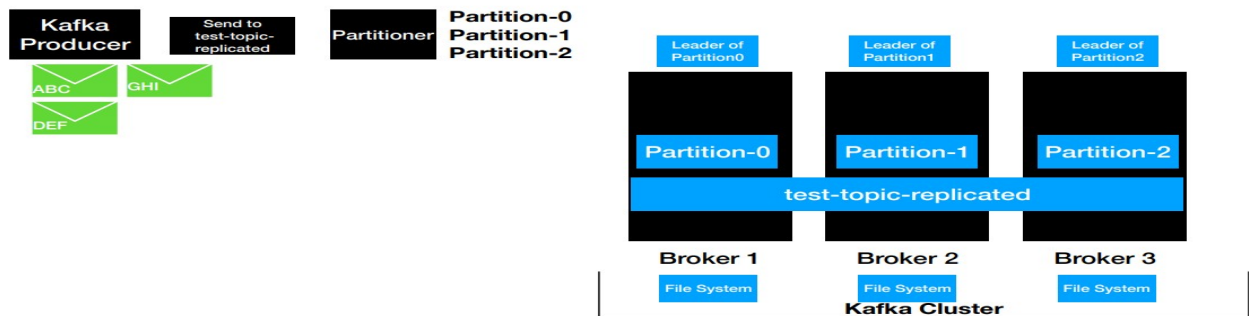 Kafka
Producer
Send to
test-topic-
replicated
Partitioner
Partition-0
Partition-1
Partition-2
ABC
GHI
DEF
Leader of
Partition0
Leader of
Partition1
Leader of
Partition2
Partition-0
Partition-1
Partition-2
test-topic-replicated
Broker 1
Broker 2
Broker 3
File System
File System
File System
Kafka Cluster